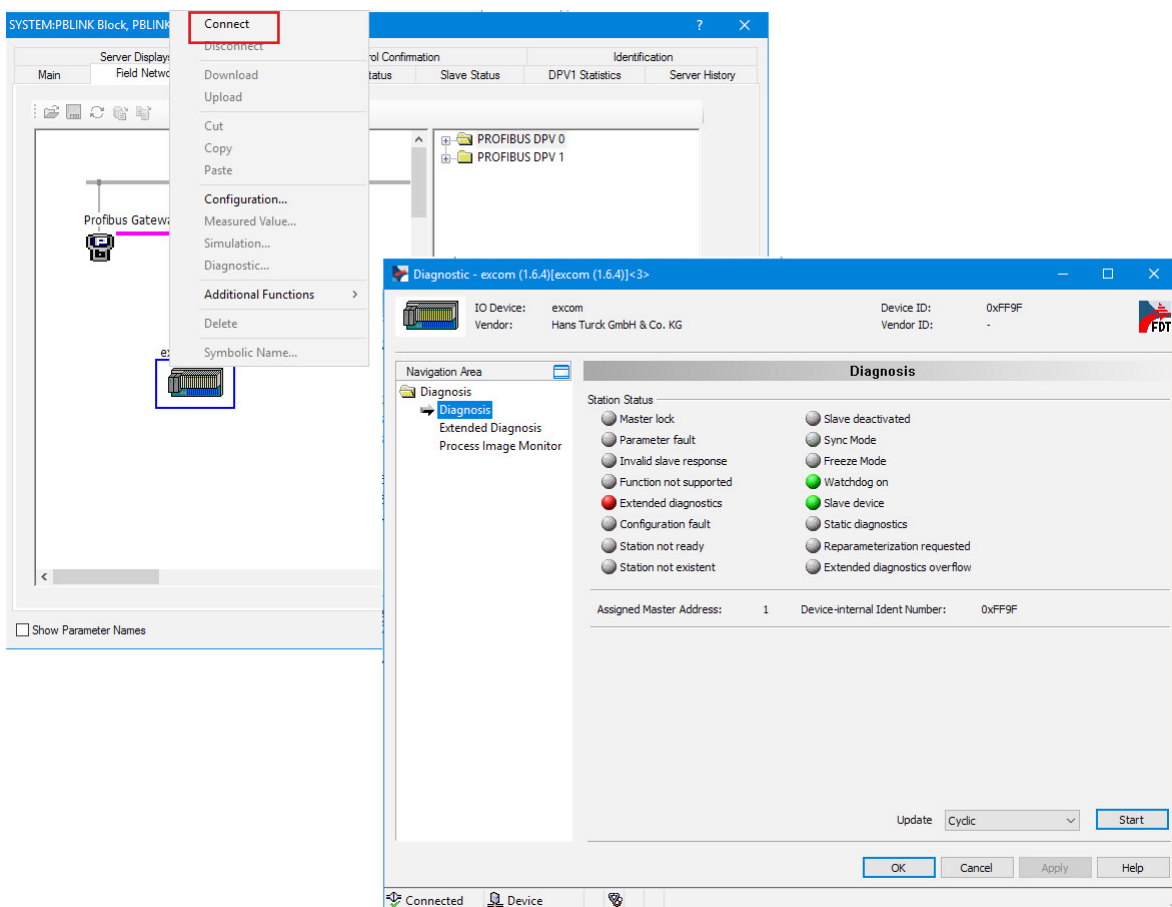 SYSTEM:PBLINK Block, PBLINK
? X
Server Display
rol Confirmation
Identification
Main
Field Netwo
tatus
Slave Status
DPV1 Statistics
Server History
Connect
Disconnect
Download
Upload
Cut
Copy
Paste
Configuration...
Measured Value...
Simulation...
Diagnostic...
Additional Functions >
Delete
Symbolic Name...
PROFIBUS DPV 0
PROFIBUS DPV 1
Profibus Gatewa
Show Parameter Names
Diagnostic - excom (1.6.4)[excom (1.6.4)]<3>
IO Device: excom
Vendor: Hans Turck GmbH & Co. KG
Device ID: 0xFF9F
Vendor ID: -
FDT
Navigation Area
Diagnosis
Diagnosis
Extended Diagnosis
Process Image Monitor
Diagnosis
Station Status
Master lock
Parameter fault
Invalid slave response
Function not supported
Extended diagnostics
Configuration fault
Station not ready
Station not existent
Slave deactivated
Sync Mode
Freeze Mode
Watchdog on
Slave device
Static diagnostics
Reparameterization requested
Extended diagnostics overflow
Assigned Master Address: 1 Device-internal Ident Number: 0xFF9F
Update Cyclic Start
OK Cancel Apply Help
Connected Device